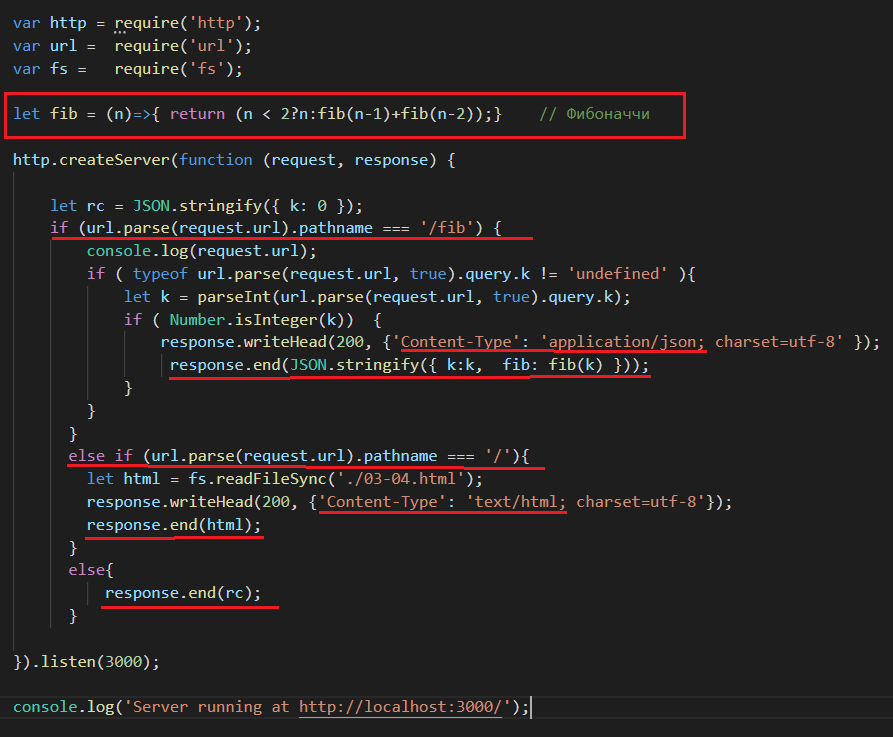 var http = require('http');
var url =  require('url');
var fs =   require('fs');
let fib = (n)=>{ return (n < 2?n:fib(n-1)+fib(n-2));}    // Фибоначчи
http.createServer(function (request, response) {
let rc = JSON.stringify({ k: 0 });
if (url.parse(request.url).pathname === '/fib') {
console.log(request.url);
if ( typeof url.parse(request.url, true).query.k != 'undefined' ){
let k = parseInt(url.parse(request.url, true).query.k);
if ( Number.isInteger(k))  {
response.writeHead(200, {'Content-Type': 'application/json; charset=utf-8' });
response.end(JSON.stringify({ k:k,  fib: fib(k) }));
}
}
}
else if (url.parse(request.url).pathname === '/'){
let html = fs.readFileSync('./03-04.html');
response.writeHead(200, {'Content-Type': 'text/html; charset=utf-8'});
response.end(html);
}
else{
response.end(rc);
}
}).listen(3000);
console.log('Server running at http://localhost:3000/');